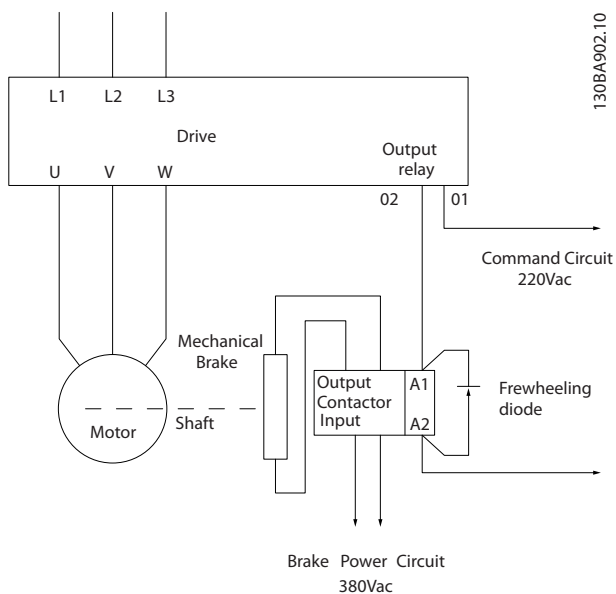 130BA902.10
L1 L2 L3
Drive
U V W
Output
relay
02 01
Command Circuit
220Vac
Mechanical
Brake
Output
Contactor
Input
A1
A2
Frewheeling
diode
Shaft
Motor
Brake Power Circuit
380Vac